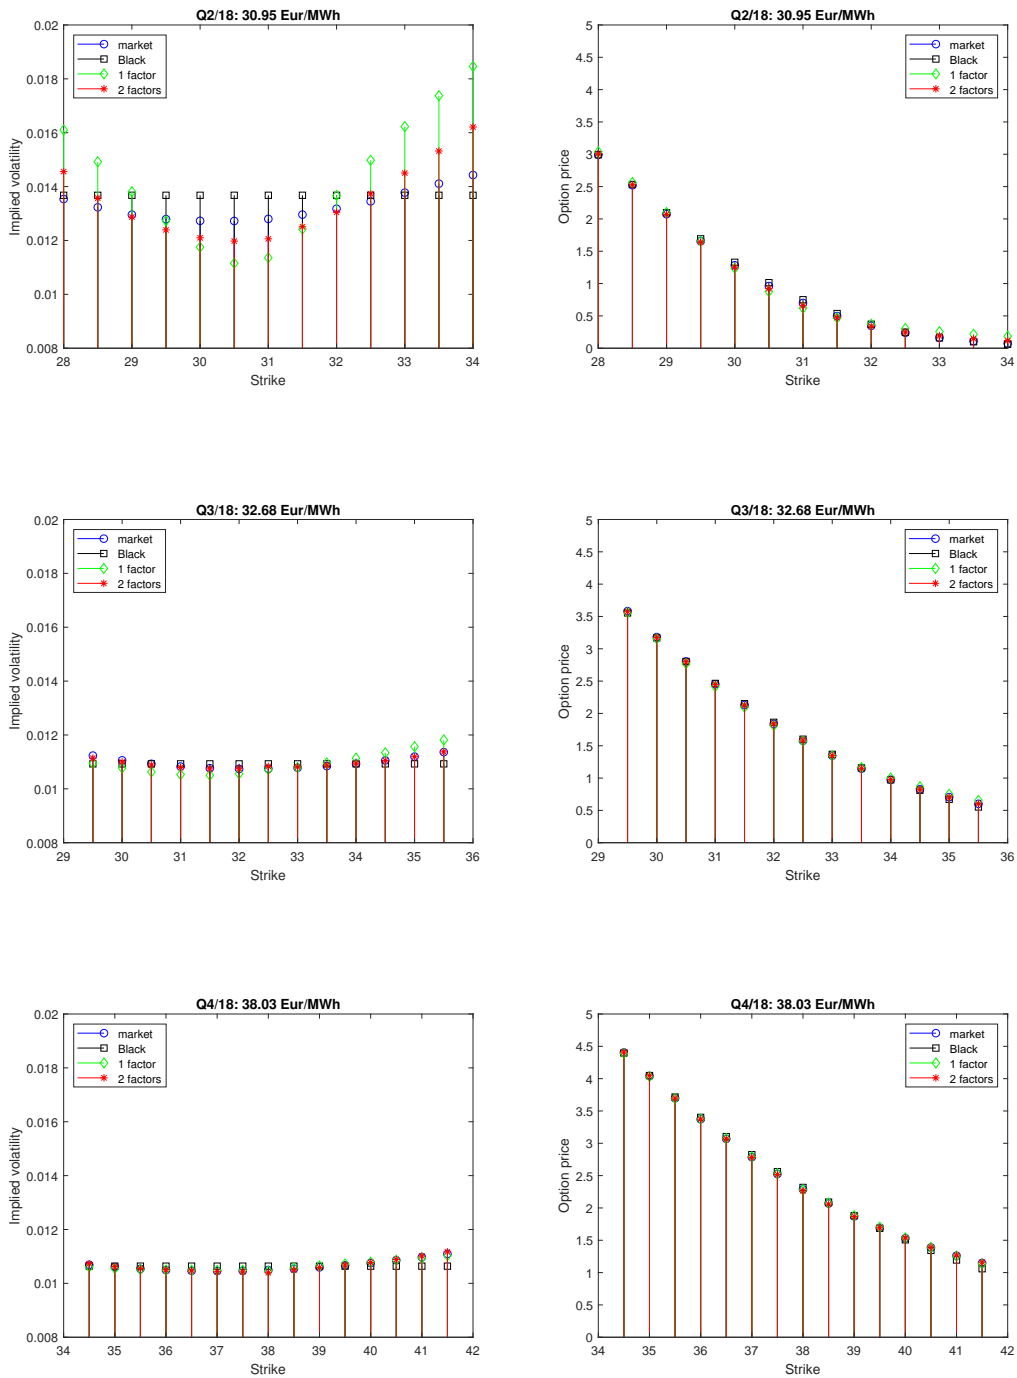 Q2/18: 30.95 Eur/MWh
0.02
0.018
0.016
0.014
0.012
0.01
0.008
Implied volatility
market
Black
1 factor
2 factors
28 29 30 31 32 33 34
Strike
Q2/18: 30.95 Eur/MWh
5
4.5
4
3.5
3
2.5
2
1.5
1
0.5
0
Option price
market
Black
1 factor
2 factors
28 29 30 31 32 33 34
Strike
Q3/18: 32.68 Eur/MWh
0.02
0.018
0.016
0.014
0.012
0.01
0.008
Implied volatility
market
Black
1 factor
2 factors
29 30 31 32 33 34 35 36
Strike
Q3/18: 32.68 Eur/MWh
5
4.5
4
3.5
3
2.5
2
1.5
1
0.5
0
Option price
market
Black
1 factor
2 factors
29 30 31 32 33 34 35 36
Strike
Q4/18: 38.03 Eur/MWh
0.02
0.018
0.016
0.014
0.012
0.01
0.008
Implied volatility
market
Black
1 factor
2 factors
34 35 36 37 38 39 40 41 42
Strike
Q4/18: 38.03 Eur/MWh
5
4.5
4
3.5
3
2.5
2
1.5
1
0.5
0
Option price
market
Black
1 factor
2 factors
34 35 36 37 38 39 40 41 42
Strike